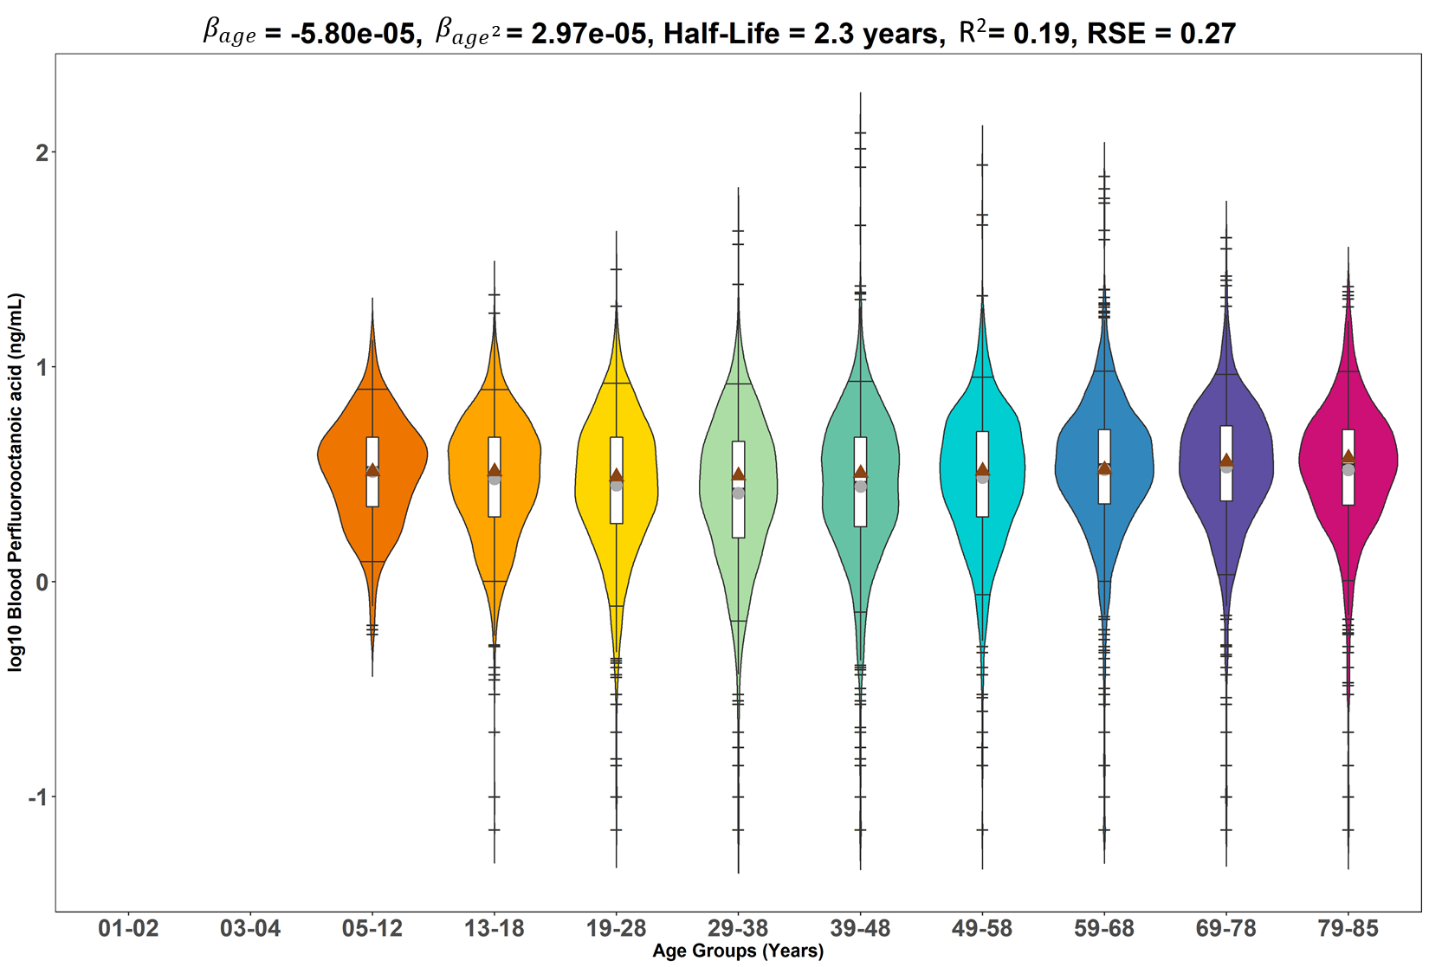 β_age = -5.80e-05, β_age² = 2.97e-05, Half-Life = 2.3 years, R² = 0.19, RSE = 0.27
log10 Blood Perfluorooctanoic acid (ng/mL)
2
1
0
-1
01-02 03-04 05-12 13-18 19-28 29-38 39-48 49-58 59-68 69-78 79-85
Age Groups (Years)